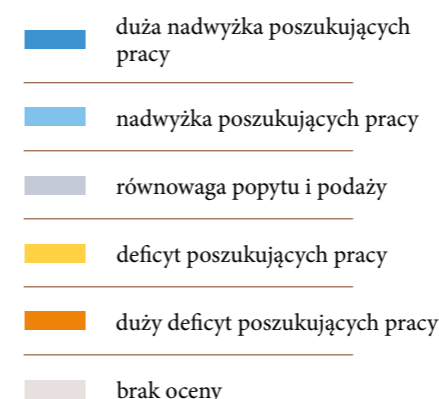 duża nadwyżka poszukujących
pracy
nadwyżka poszukujących pracy
równowaga popytu i podaży
deficyt poszukujących pracy
duży deficyt poszukujących pracy
brak oceny